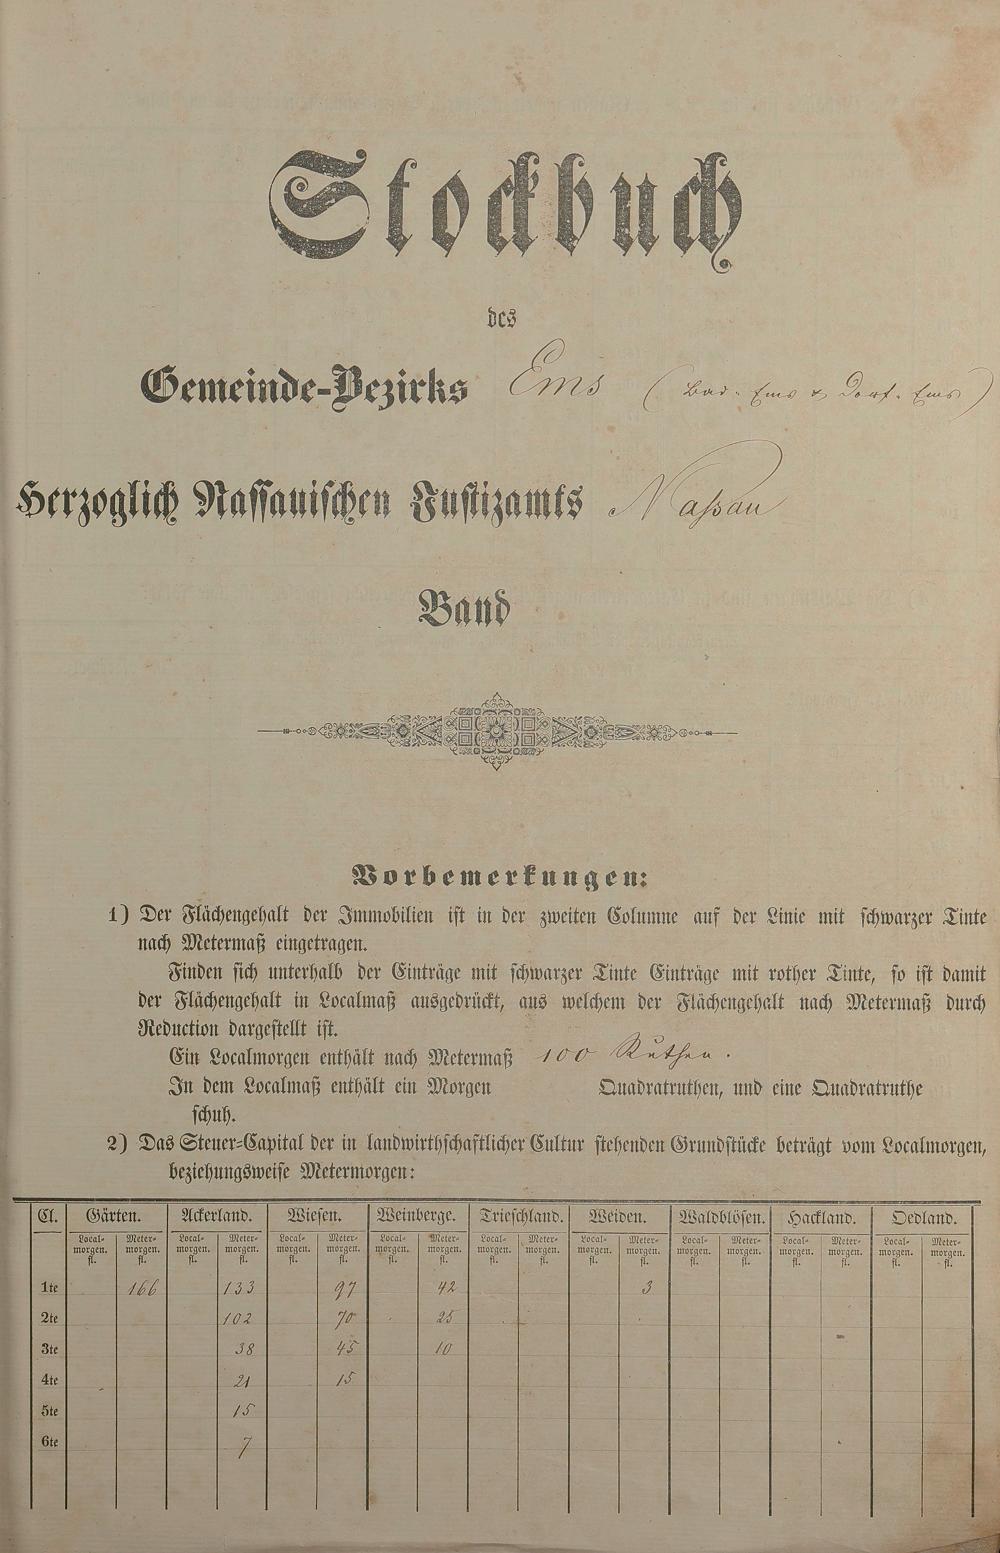 Stockbuch
des
Gemeinde-Bezirks Ems (Bad-Ems & Dorf-Ems)
Herzoglich Nassauischen Justizamts Nassau
Band
Vorbemerkungen:
1) Der Flächengehalt der Immobilien ist in der zweiten Columne auf der Linie mit schwarzer Tinte
nach Metermaß eingetragen.
Finden sich unterhalb der Einträge mit schwarzer Tinte Einträge mit rother Tinte, so ist damit
der Flächengehalt in Localmaß ausgedrückt, aus welchem der Flächengehalt nach Metermaß durch
Reduction dargestellt ist.
Ein Localmorgen enthält nach Metermaß 100 Ruthen.
In dem Localmaß enthält ein Morgen Quadratruthen, und eine Quadratruthe
schuh.
2) Das Steuer-Capital der in landwirthschaftlicher Cultur stehenden Grundstücke beträgt vom Localmorgen,
beziehungsweise Metermorgen:
Cl. Gärten. Ackerland. Wiesen. Weinberge. Trieschland. Weiden. Waldblösen. Hackland. Oedland.
Local- Meter- Local- Meter- Local- Meter- Local- Meter- Local- Meter- Local- Meter- Local- Meter- Local- Meter- Local- Meter-
morgen. morgen. morgen. morgen. morgen. morgen. morgen. morgen. morgen. morgen. morgen. morgen. morgen. morgen. morgen. morgen. morgen. morgen.
fl. fl. fl. fl. fl. fl. fl. fl. fl. fl. fl. fl. fl. fl. fl. fl. fl. fl.
1te 166 133 97 42 3
2te 102 70 25
3te 38 45 10
4te 21 15
5te 15
6te 7